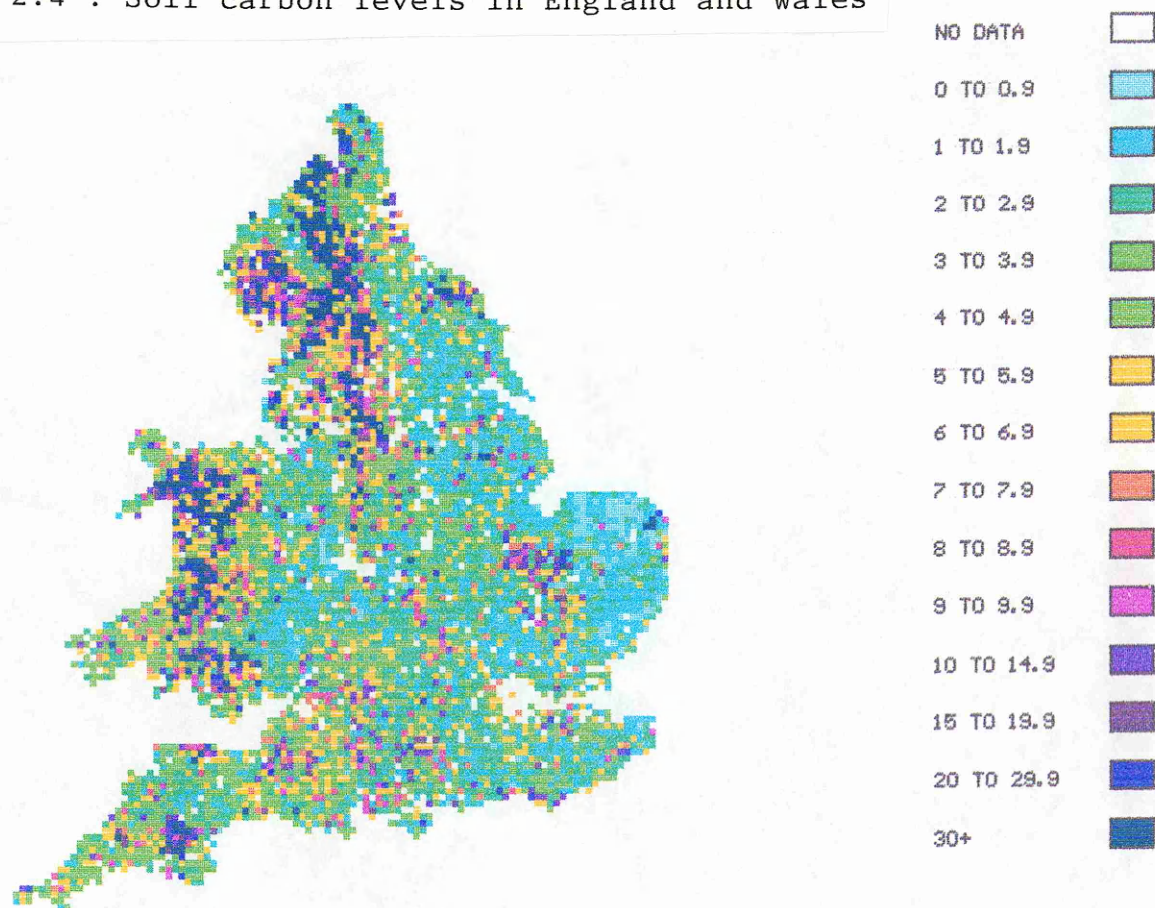 2.4 : Soil carbon levels in England and Wales
NO DATA
0 TO 0.9
1 TO 1.9
2 TO 2.9
3 TO 3.9
4 TO 4.9
5 TO 5.9
6 TO 6.9
7 TO 7.9
8 TO 8.9
9 TO 9.9
10 TO 14.9
15 TO 19.9
20 TO 29.9
30+